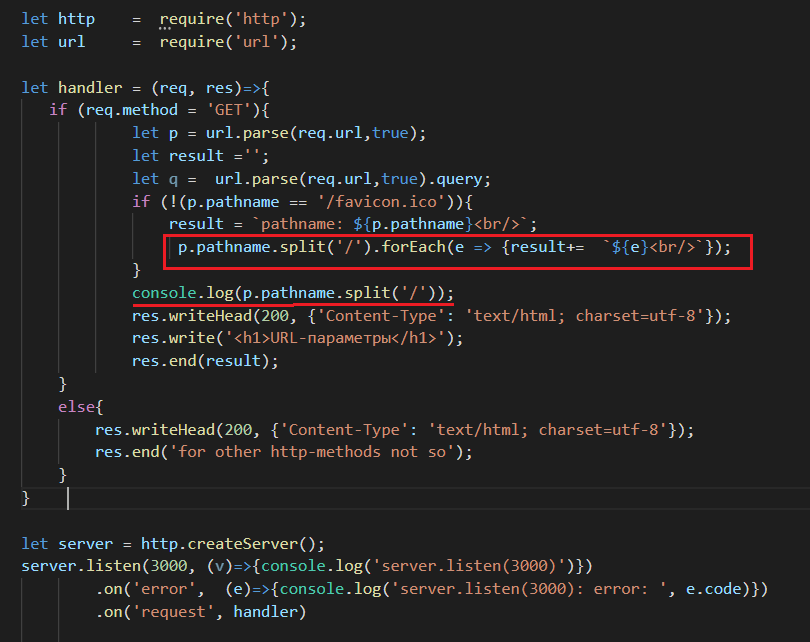 let http    =  require('http');
let url     =  require('url');
let handler = (req, res)=>{
if (req.method = 'GET'){
let p = url.parse(req.url,true);
let result ='';
let q =  url.parse(req.url,true).query;
if (!(p.pathname == '/favicon.ico')){
result = `pathname: ${p.pathname}<br/>`;
p.pathname.split('/').forEach(e => {result+=  `${e}<br/>`});
}
console.log(p.pathname.split('/'));
res.writeHead(200, {'Content-Type': 'text/html; charset=utf-8'});
res.write('<h1>URL-параметры</h1>');
res.end(result);
}
else{
res.writeHead(200, {'Content-Type': 'text/html; charset=utf-8'});
res.end('for other http-methods not so');
}
}
let server = http.createServer();
server.listen(3000, (v)=>{console.log('server.listen(3000)')})
.on('error',  (e)=>{console.log('server.listen(3000): error: ', e.code)})
.on('request', handler)